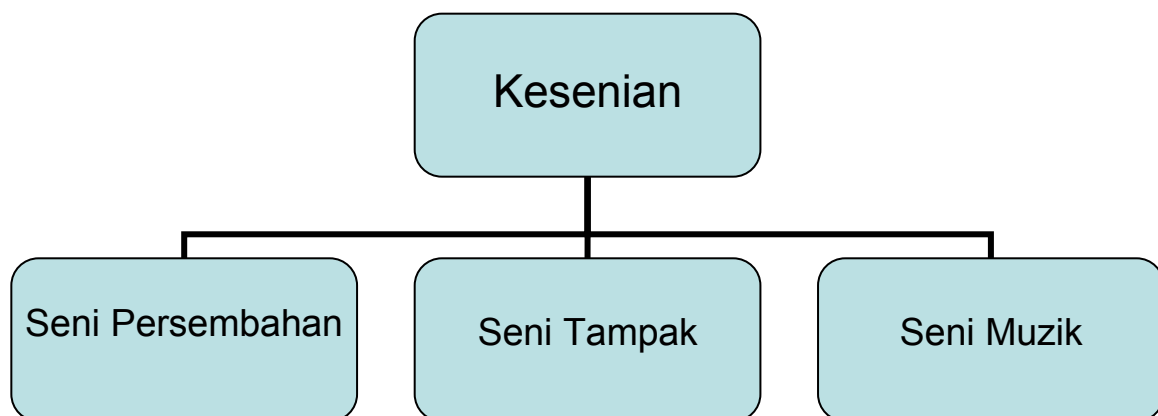 Kesenian
Seni Persembahan
Seni Tampak
Seni Muzik